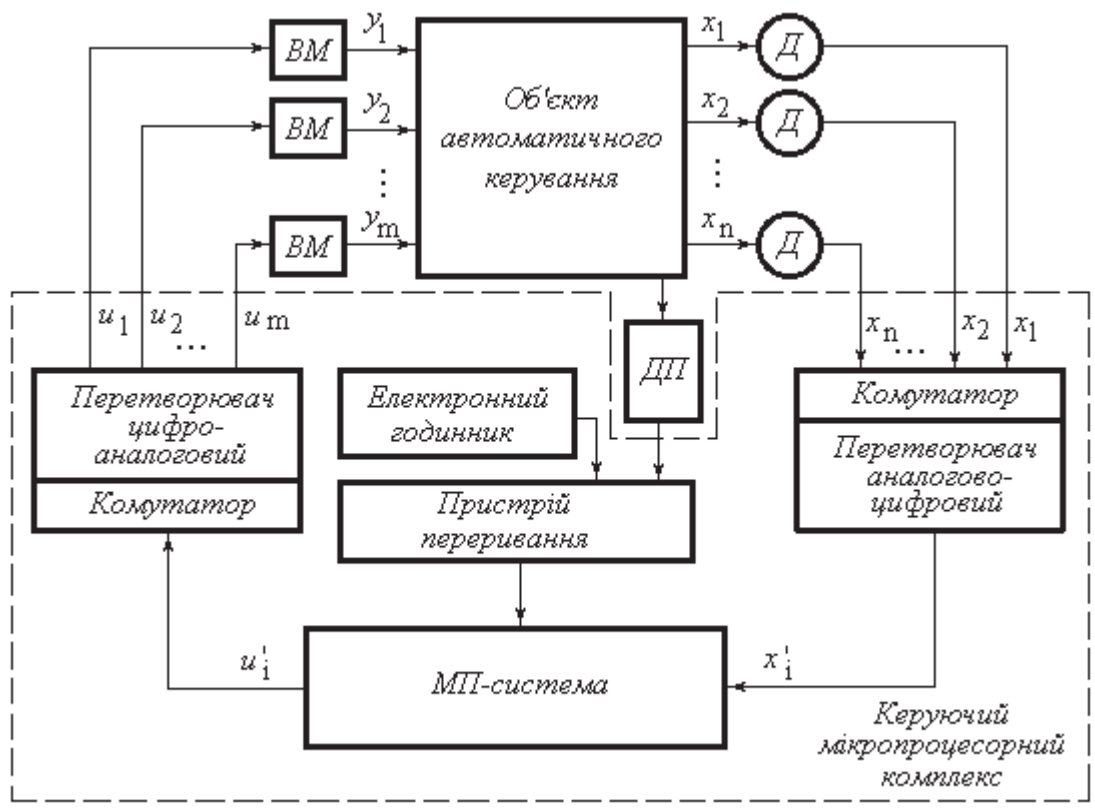 ВМ
y1
x1
Д
ВМ
y2
Об'єкт
автоматичного
керування
x2
Д
...
...
ВМ
ym
xn
Д
u1
u2
...
um
xn
...
x2
x1
ДП
Перетворювач
цифро-
аналоговий
Комутатор
Електронний
годинник
Комутатор
Перетворювач
аналогово-
цифровий
Пристрій
переривання
u'i
МП-система
x'i
Керуючий
мікропроцесорний
комплекс